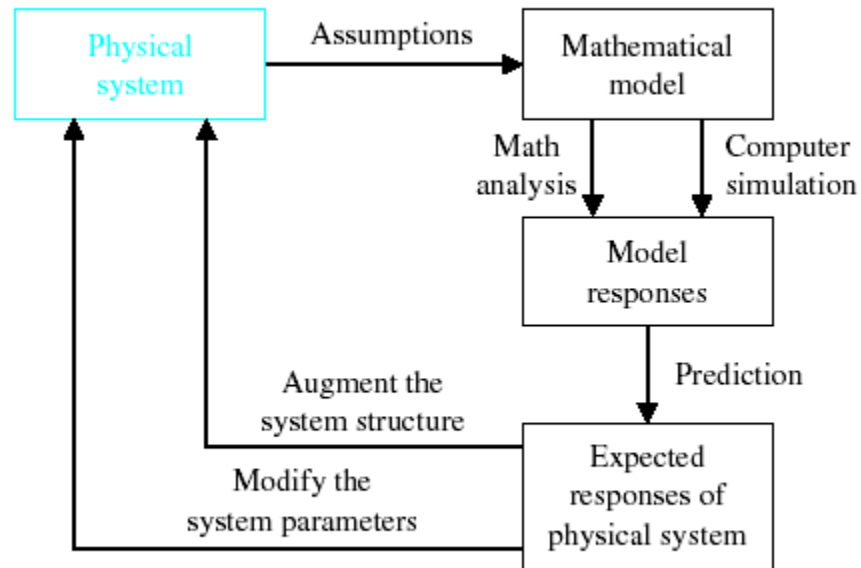 Physical
system
Assumptions
Mathematical
model
Math
analysis
Computer
simulation
Model
responses
Prediction
Augment the
system structure
Modify the
system parameters
Expected
responses of
physical system